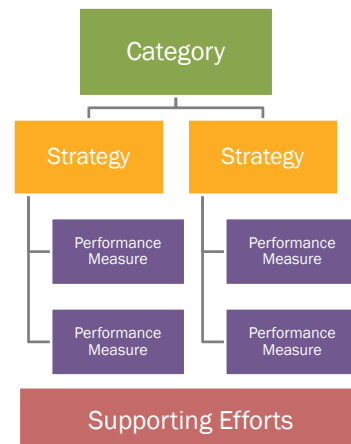 Category
Strategy
Strategy
Performance
Measure
Performance
Measure
Performance
Measure
Performance
Measure
Supporting Efforts